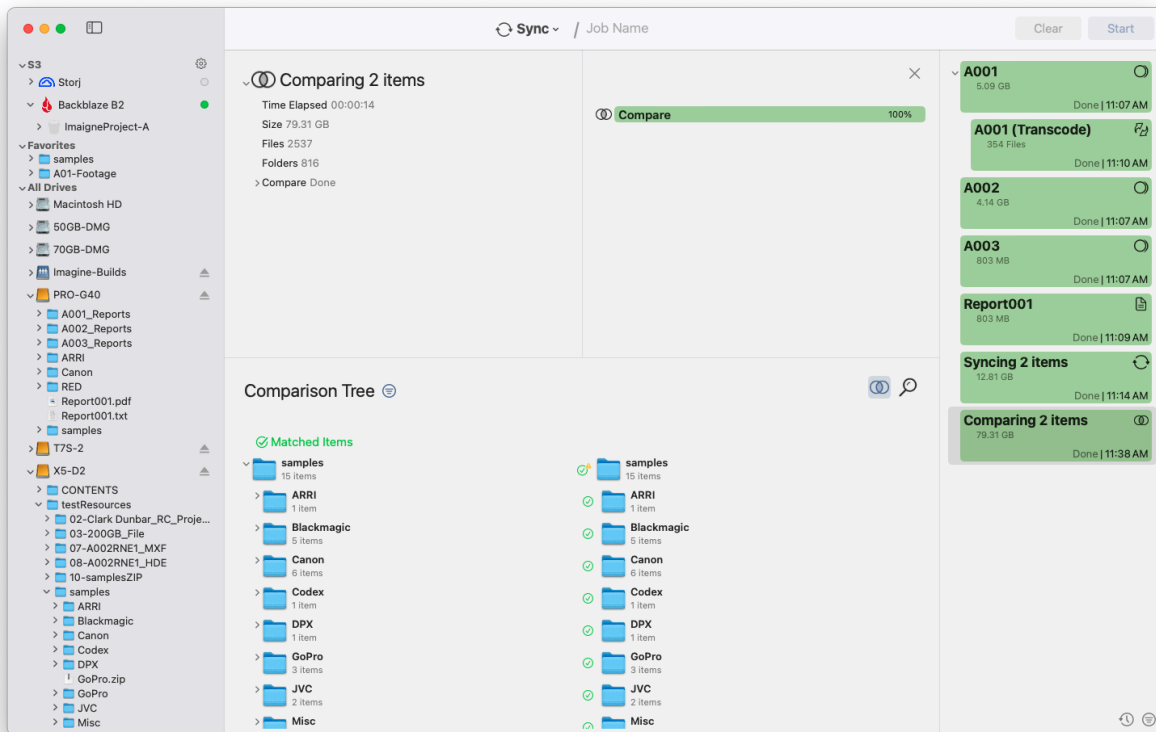 Sync
/ Job Name
Clear
Start
S3
Storj
Backblaze B2
ImaigneProject-A
Favorites
samples
A01-Footage
All Drives
Macintosh HD
50GB-DMG
70GB-DMG
Imagine-Builds
PRO-G40
A001_Reports
A002_Reports
A003_Reports
ARRI
Canon
RED
Report001.pdf
Report001.txt
samples
T7S-2
X5-D2
CONTENTS
testResources
02-Clark Dunbar_RC_Proje...
03-200GB_File
07-A002RNE1_MXF
08-A002RNE1_HDE
10-samplesZIP
samples
ARRI
Blackmagic
Canon
Codex
DPX
GoPro.zip
GoPro
JVC
Misc
Comparing 2 items
Time Elapsed 00:00:14
Size 79.31 GB
Files 2537
Folders 816
Compare Done
Compare 100%
Comparison Tree
Matched Items
samples
15 items
ARRI
1 item
Blackmagic
5 items
Canon
6 items
Codex
1 item
DPX
1 item
GoPro
3 items
JVC
2 items
Misc
samples
15 items
ARRI
1 item
Blackmagic
5 items
Canon
6 items
Codex
1 item
DPX
1 item
GoPro
3 items
JVC
2 items
Misc
A001
5.09 GB
Done | 11:07 AM
A001 (Transcode)
354 Files
Done | 11:10 AM
A002
4.14 GB
Done | 11:07 AM
A003
803 MB
Done | 11:07 AM
Report001
803 MB
Done | 11:09 AM
Syncing 2 items
12.81 GB
Done | 11:14 AM
Comparing 2 items
79.31 GB
Done | 11:38 AM